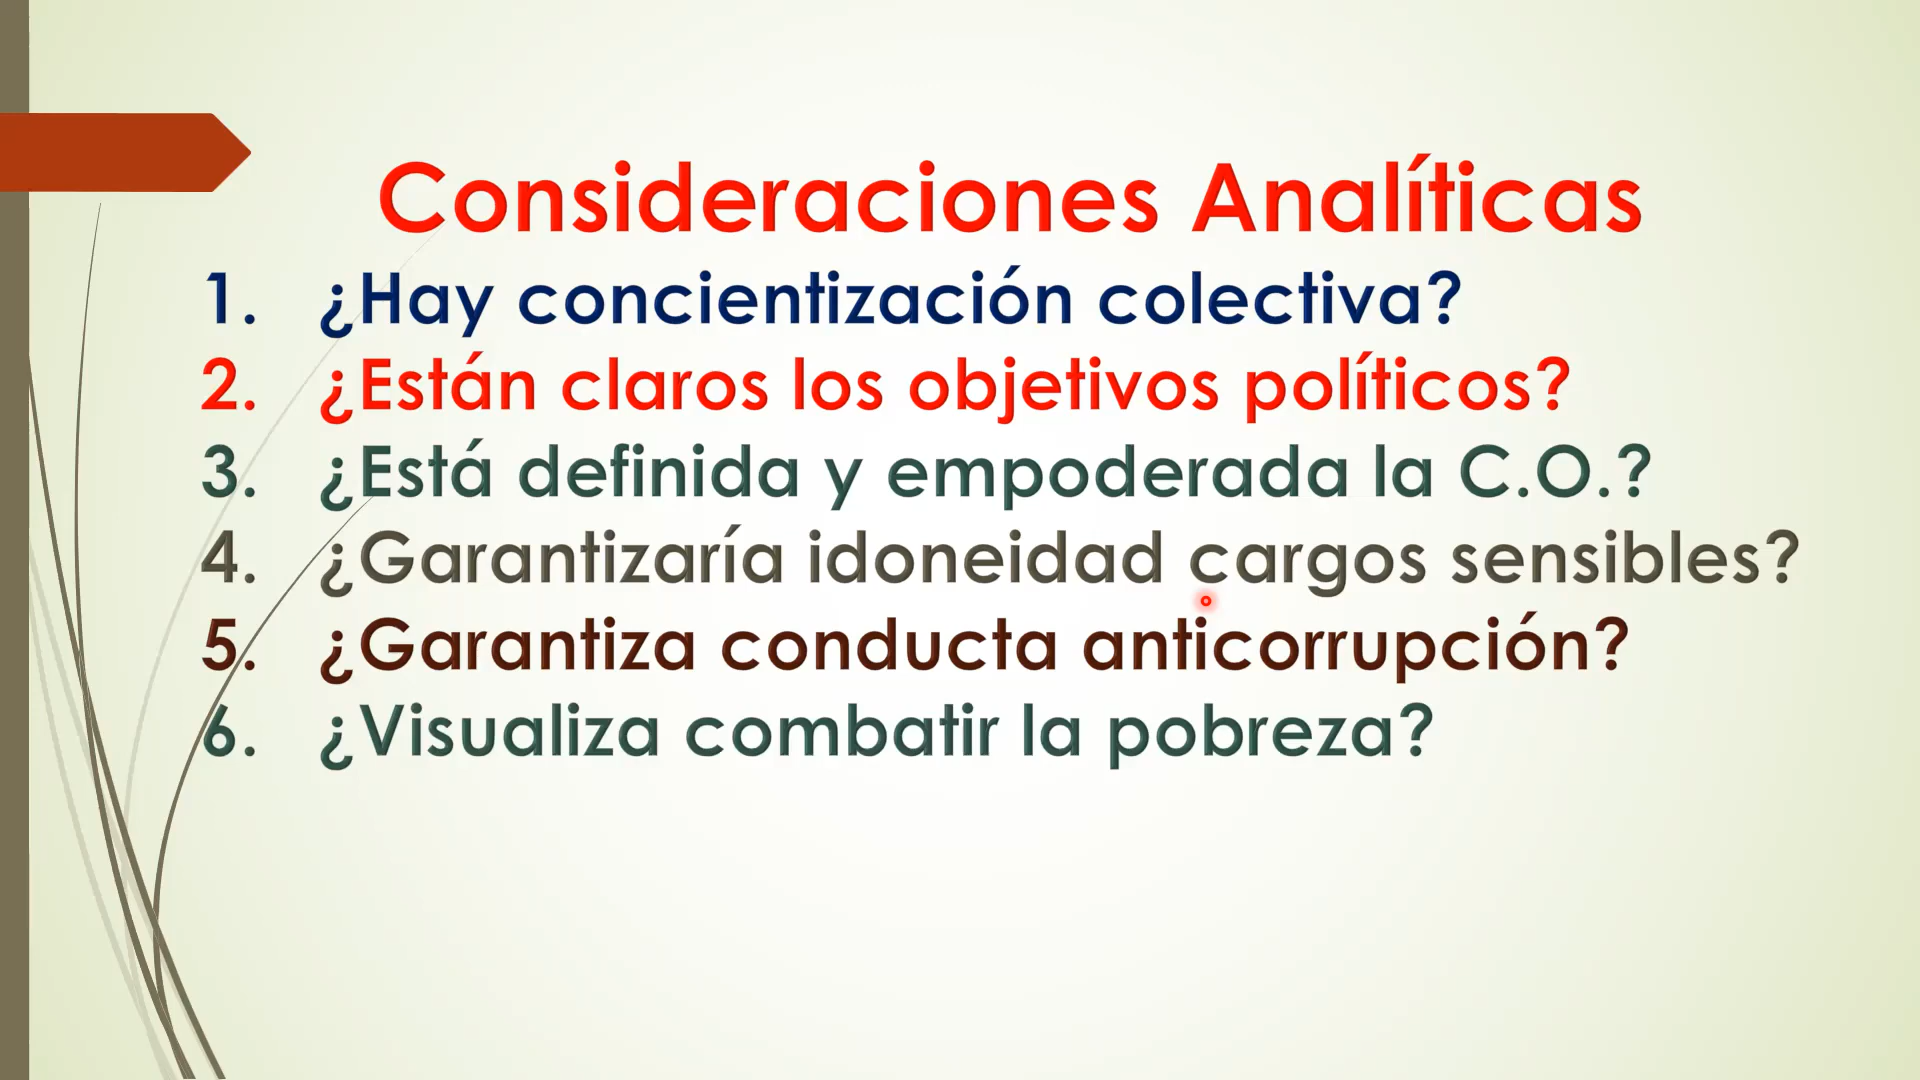 Consideraciones Analíticas
1. ¿Hay concientización colectiva?
2. ¿Están claros los objetivos políticos?
3. ¿Está definida y empoderada la C.O.?
4. ¿Garantizaría idoneidad cargos sensibles?
5. ¿Garantiza conducta anticorrupción?
6. ¿Visualiza combatir la pobreza?